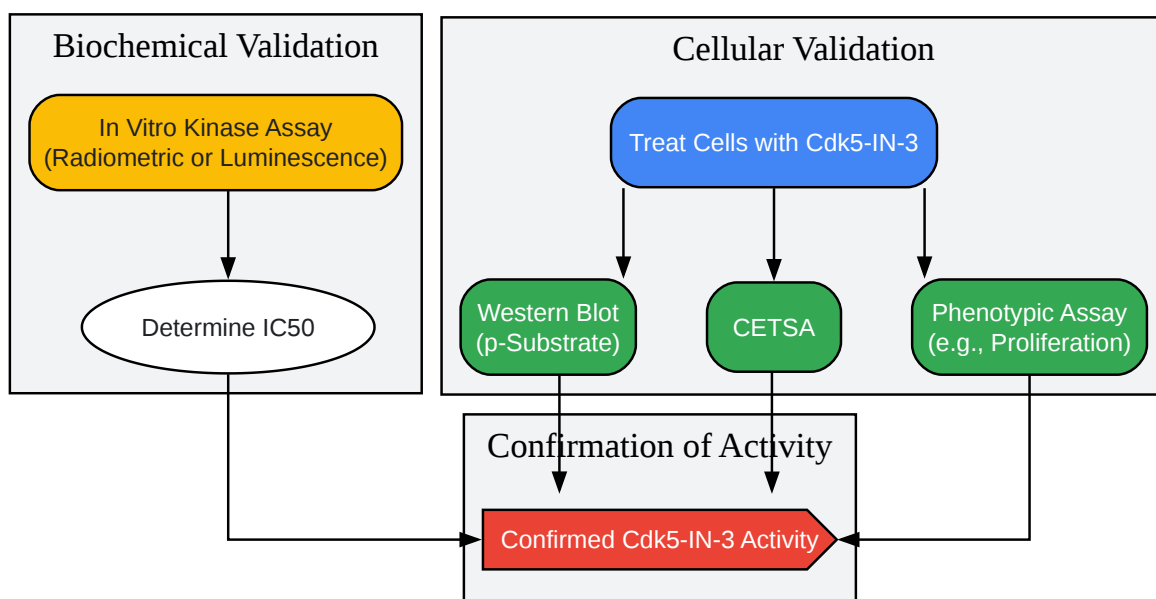 Biochemical Validation
In Vitro Kinase Assay
(Radiometric or Luminescence)
Determine IC50
Cellular Validation
Treat Cells with Cdk5-IN-3
Western Blot
(p-Substrate)
CETSA
Phenotypic Assay
(e.g., Proliferation)
Confirmation of Activity
Confirmed Cdk5-IN-3 Activity